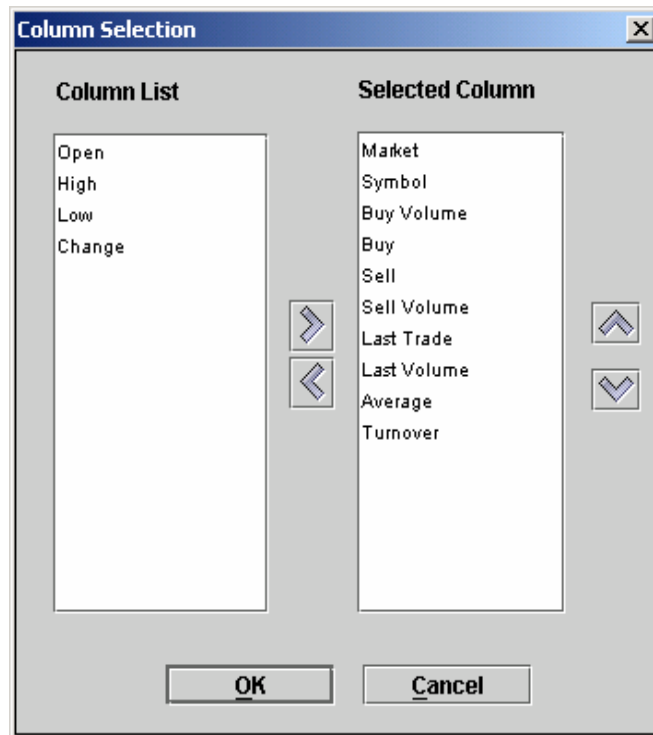 Column Selection
Column List
Open
High
Low
Change
Selected Column
Market
Symbol
Buy Volume
Buy
Sell
Sell Volume
Last Trade
Last Volume
Average
Turnover
OK
Cancel